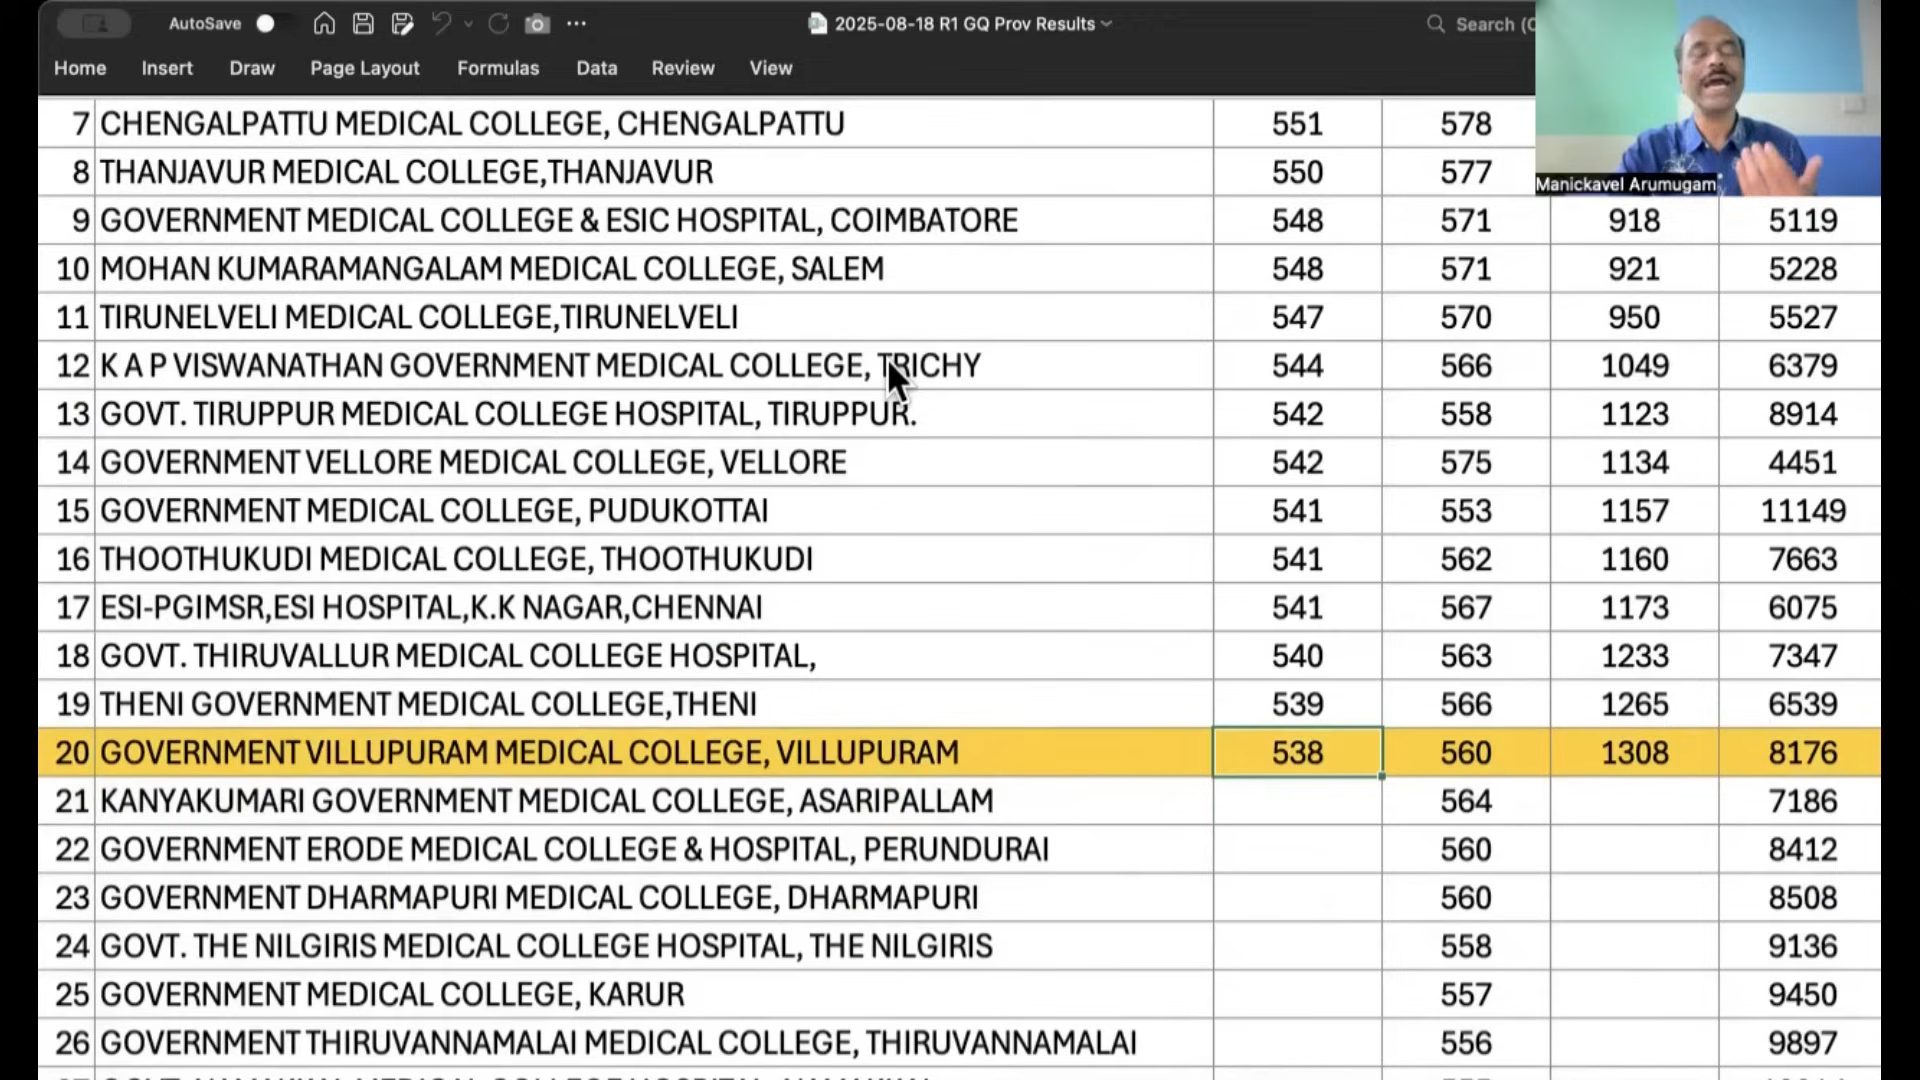 AutoSave
2025-08-18 R1 GQ Prov Results
Search (C
Home Insert Draw Page Layout Formulas Data Review View
Manickavel Arumugam
7 CHENGALPATTU MEDICAL COLLEGE, CHENGALPATTU 551 578
8 THANJAVUR MEDICAL COLLEGE,THANJAVUR 550 577
9 GOVERNMENT MEDICAL COLLEGE & ESIC HOSPITAL, COIMBATORE 548 571 918 5119
10 MOHAN KUMARAMANGALAM MEDICAL COLLEGE, SALEM 548 571 921 5228
11 TIRUNELVELI MEDICAL COLLEGE,TIRUNELVELI 547 570 950 5527
12 K A P VISWANATHAN GOVERNMENT MEDICAL COLLEGE, TRICHY 544 566 1049 6379
13 GOVT. TIRUPPUR MEDICAL COLLEGE HOSPITAL, TIRUPPUR. 542 558 1123 8914
14 GOVERNMENT VELLORE MEDICAL COLLEGE, VELLORE 542 575 1134 4451
15 GOVERNMENT MEDICAL COLLEGE, PUDUKOTTAI 541 553 1157 11149
16 THOOTHUKUDI MEDICAL COLLEGE, THOOTHUKUDI 541 562 1160 7663
17 ESI-PGIMSR,ESI HOSPITAL,K.K NAGAR,CHENNAI 541 567 1173 6075
18 GOVT. THIRUVALLUR MEDICAL COLLEGE HOSPITAL, 540 563 1233 7347
19 THENI GOVERNMENT MEDICAL COLLEGE,THENI 539 566 1265 6539
20 GOVERNMENT VILLUPURAM MEDICAL COLLEGE, VILLUPURAM 538 560 1308 8176
21 KANYAKUMARI GOVERNMENT MEDICAL COLLEGE, ASARIPALLAM 564 7186
22 GOVERNMENT ERODE MEDICAL COLLEGE & HOSPITAL, PERUNDURAI 560 8412
23 GOVERNMENT DHARMAPURI MEDICAL COLLEGE, DHARMAPURI 560 8508
24 GOVT. THE NILGIRIS MEDICAL COLLEGE HOSPITAL, THE NILGIRIS 558 9136
25 GOVERNMENT MEDICAL COLLEGE, KARUR 557 9450
26 GOVERNMENT THIRUVANNAMALAI MEDICAL COLLEGE, THIRUVANNAMALAI 556 9897